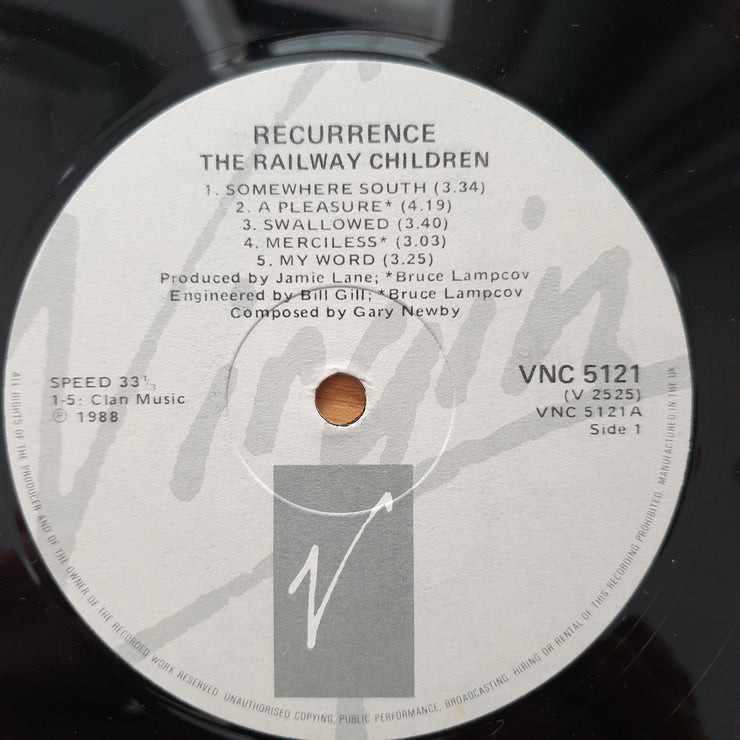 RECURRENCE
THE RAILWAY CHILDREN
1. SOMEWHERE SOUTH (3.34)
2. A PLEASURE* (4.19)
3. SWALLOWED (3.40)
4. MERCILESS* (3.03)
5. MY WORD (3.25)
Produced by Jamie Lane; *Bruce Lampcov
Engineered by Bill Gill; *Bruce Lampcov
Composed by Gary Newby
Virgin
SPEED 33⅓
1-5: Clan Music
℗ 1988
VNC 5121
(V 2525)
VNC 5121A
Side 1
V
ALL RIGHTS OF THE PRODUCER AND OF THE OWNER OF THE RECORDED WORK RESERVED. UNAUTHORISED COPYING, PUBLIC PERFORMANCE, BROADCASTING, HIRING OR RENTAL OF THIS RECORDING PROHIBITED. MANUFACTURED IN THE UK